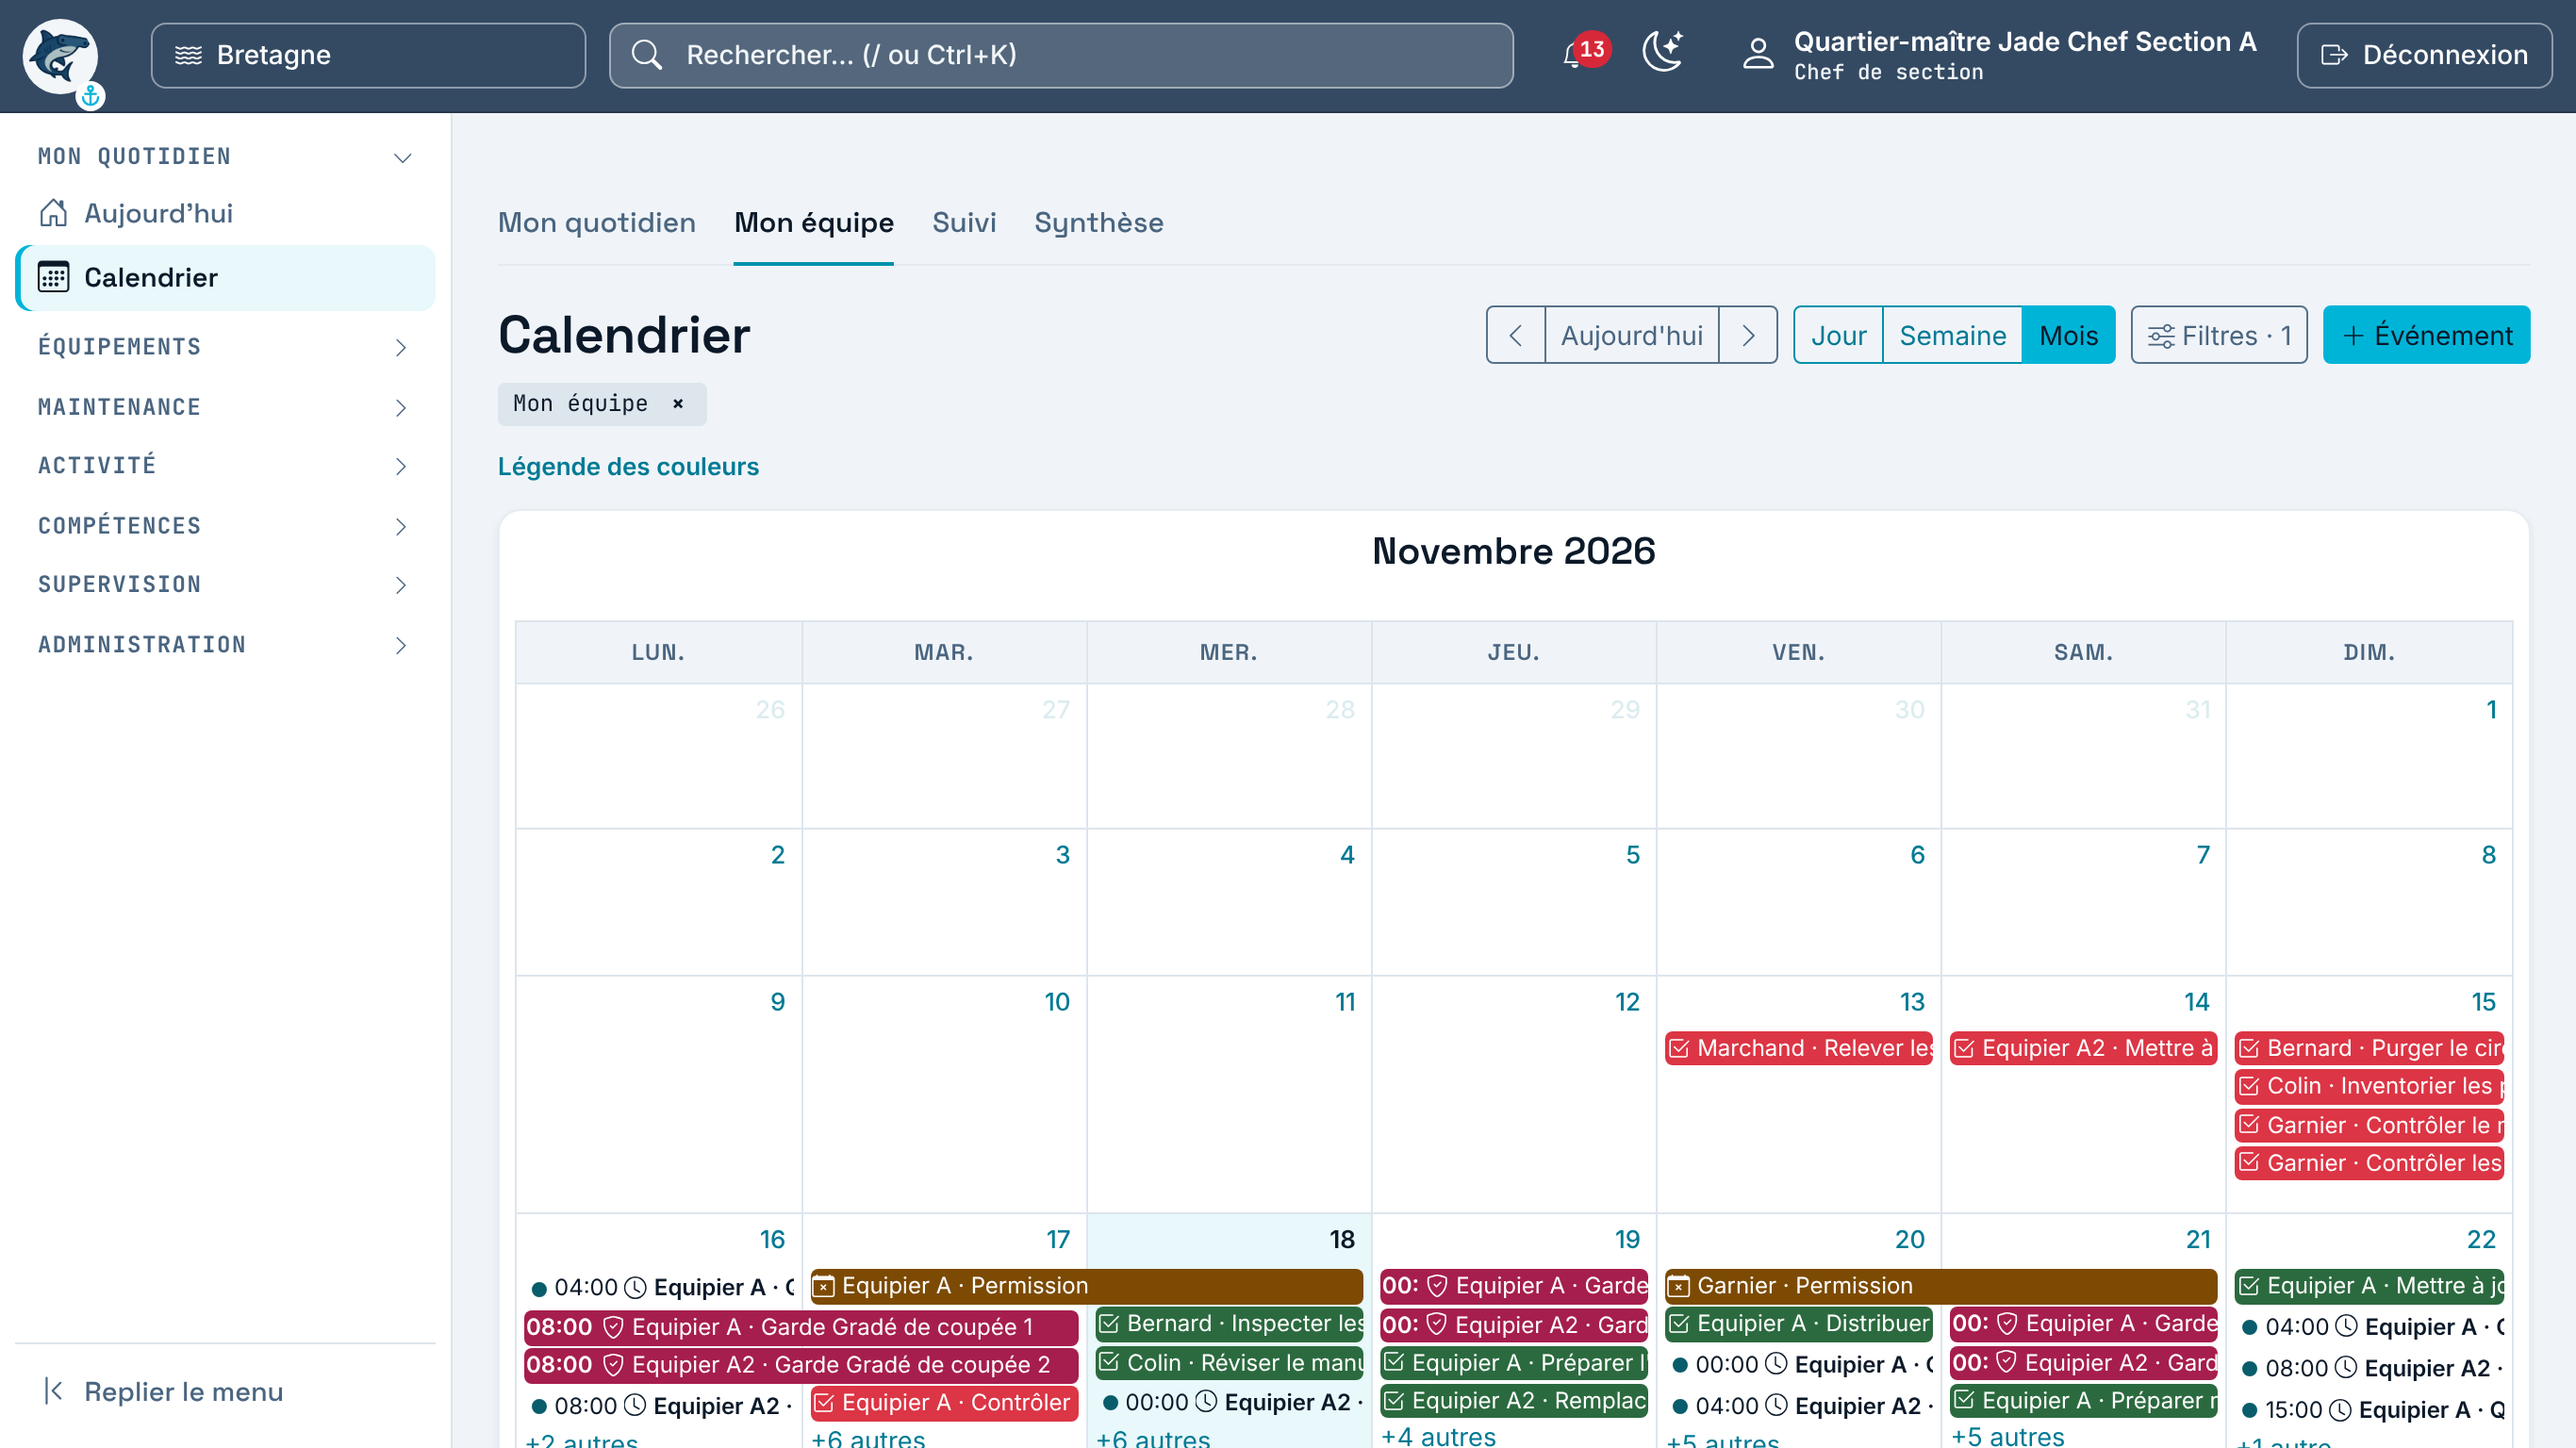 Bretagne
Rechercher... (/ ou Ctrl+K)
13
Quartier-maître Jade Chef Section A
Chef de section
Déconnexion
MON QUOTIDIEN
Aujourd'hui
Calendrier
ÉQUIPEMENTS
MAINTENANCE
ACTIVITÉ
COMPÉTENCES
SUPERVISION
ADMINISTRATION
Replier le menu
Mon quotidien Mon équipe Suivi Synthèse
Calendrier
Aujourd'hui
Jour Semaine Mois
Filtres · 1
+ Événement
Mon équipe ×
Légende des couleurs
Novembre 2026
LUN. MAR. MER. JEU. VEN. SAM. DIM.
26 27 28 29 30 31 1
2 3 4 5 6 7 8
9 10 11 12 13 14 15
Marchand · Relever les
Equipier A2 · Mettre à
Bernard · Purger le
Colin · Inventorier les
Garnier · Contrôler le
Garnier · Contrôler les
16 17 18 19 20 21 22
04:00 Equipier A ·
08:00 Equipier A · Garde Gradé de coupée 1
08:00 Equipier A2 · Garde Gradé de coupée 2
08:00 Equipier A2 ·
+2 autres
Equipier A · Permission
Equipier A · Contrôler
+6 autres
Bernard · Inspecter les
Colin · Réviser le
00:00 Equipier A2 ·
+6 autres
00: Equipier A · Garde
00: Equipier A2 · Gard
Equipier A · Préparer
Equipier A2 · Remplac
+4 autres
Garnier · Permission
Equipier A · Distribuer
00:00 Equipier A ·
04:00 Equipier A2 ·
+5 autres
00: Equipier A · Garde
00: Equipier A2 · Gard
Equipier A · Préparer
+5 autres
Equipier A · Mettre à
04:00 Equipier A ·
08:00 Equipier A2 ·
15:00 Equipier A ·
+1 autre